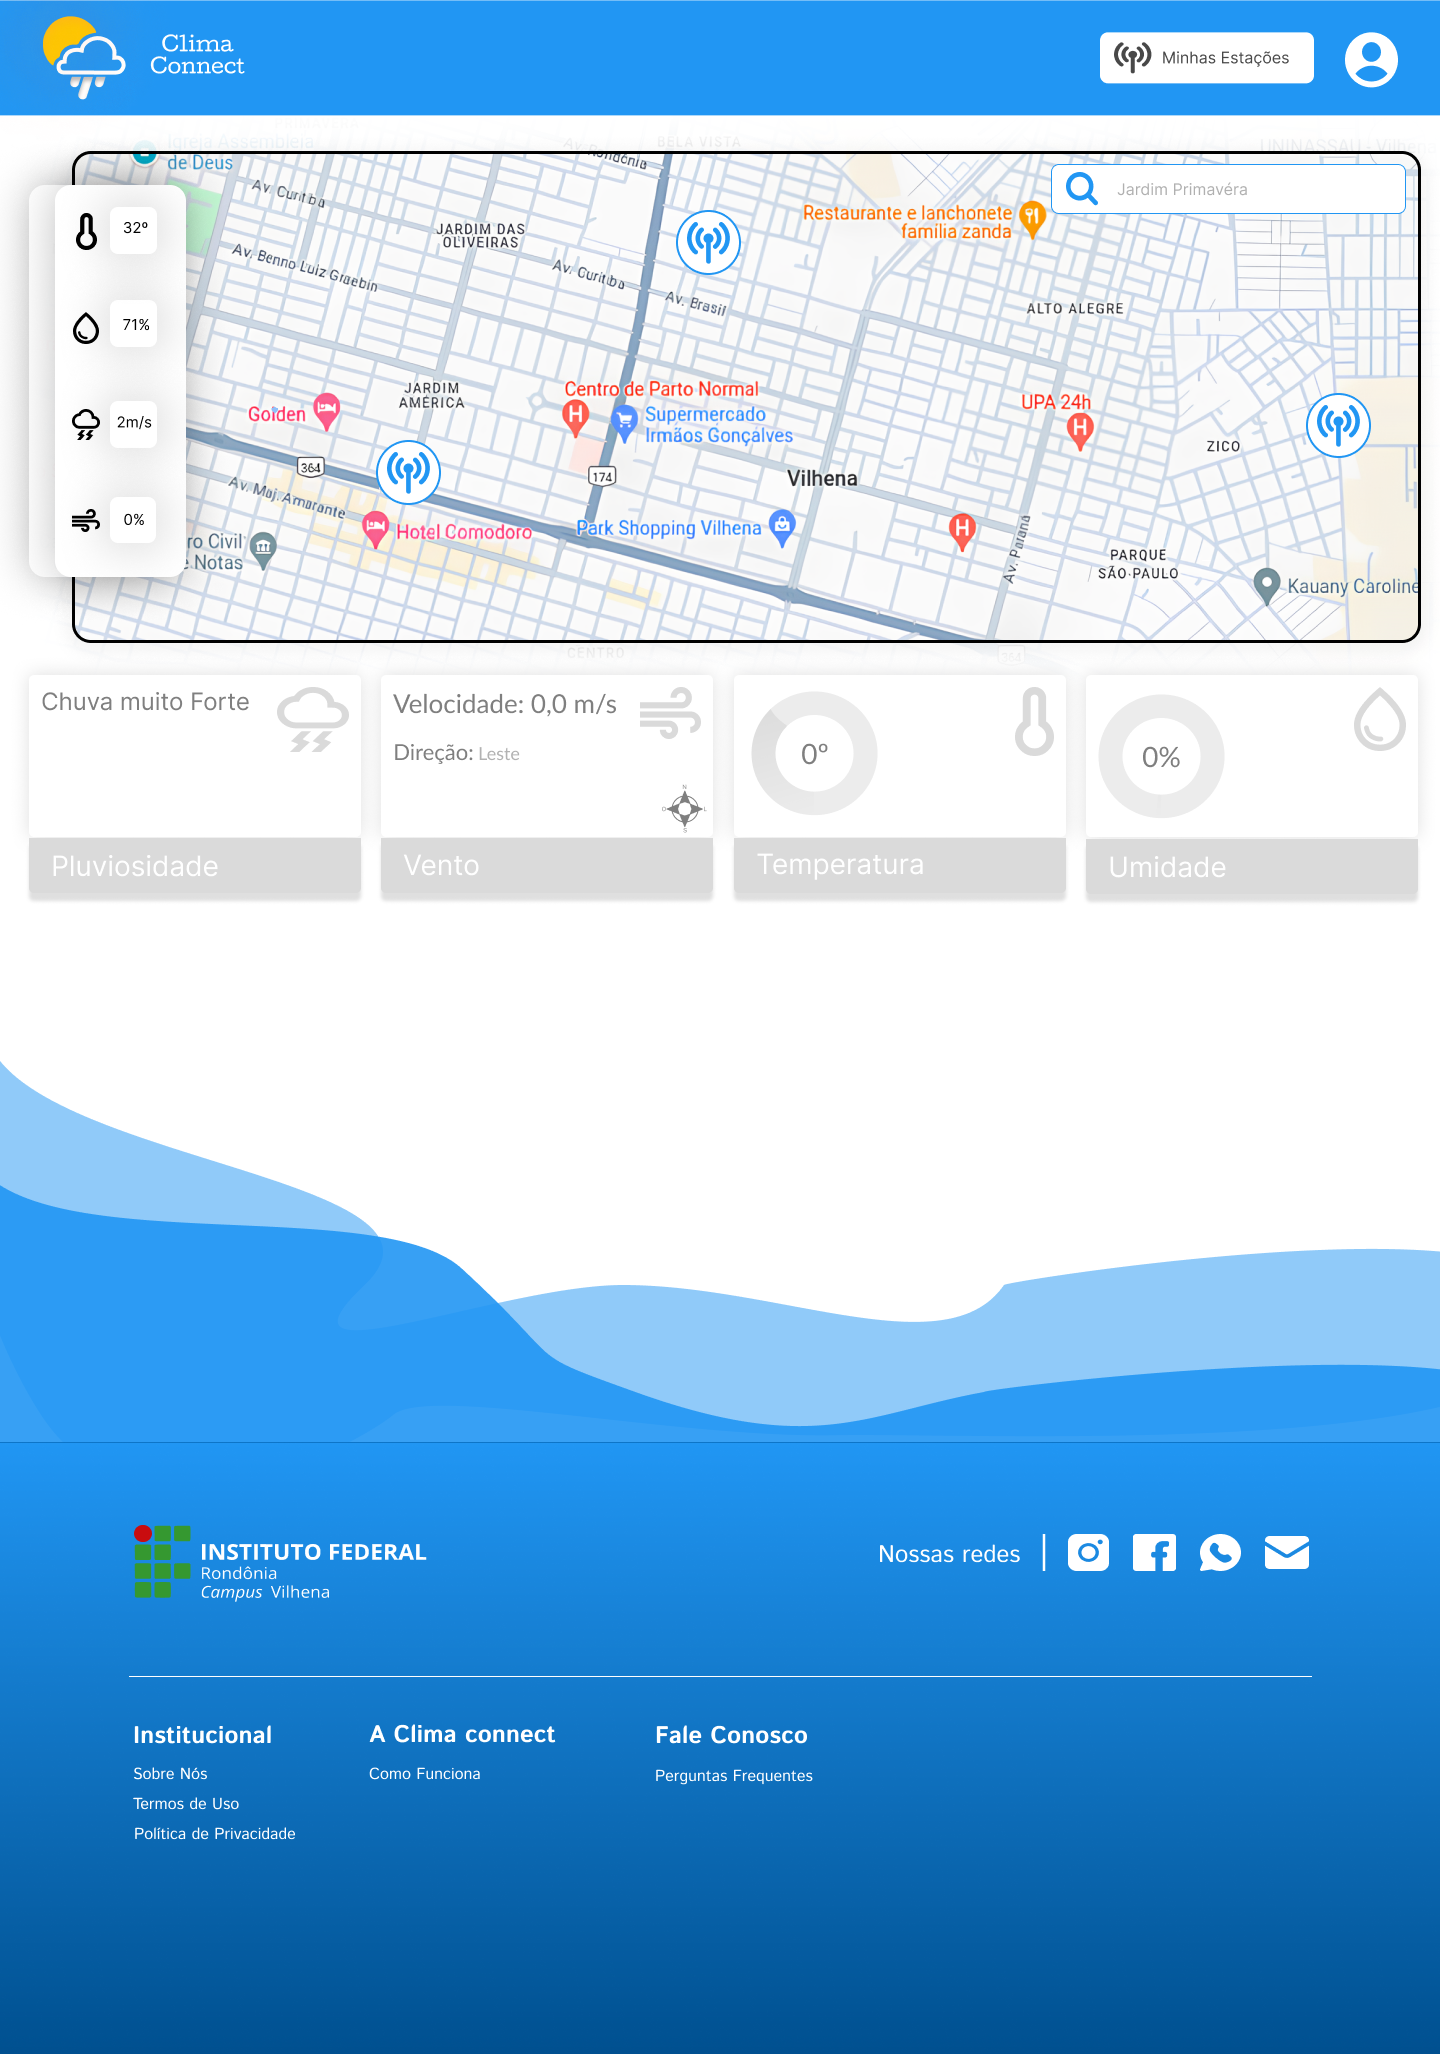 Clima
Connect
Minhas Estações
Igreja Assembleia
de Deus
BELA VISTA
UNINASSAU - Vilhena
Av. Rondônia
Jardim Primavéra
Av. Curitiba
32º
JARDIM DAS
OLIVEIRAS
Restaurante e lanchonete
família zanda
Av. Benno Luiz Graebin
Av. Curitiba
Av. Brasil
ALTO ALEGRE
71%
JARDIM
AMÉRICA
Centro de Parto Normal
Golden
Supermercado
Irmãos Gonçalves
UPA 24h
2m/s
ZICO
364
174
Vilhena
Av. Maj. Amarante
0%
Hotel Comodoro
Park Shopping Vilhena
Av. Paraná
ro Civil
e Notas
PARQUE
SÃO PAULO
Kauany Caroline
CENTRO
364
Chuva muito Forte
Velocidade: 0,0 m/s
Direção: Leste
N
O
L
S
0º
0%
Pluviosidade
Vento
Temperatura
Umidade
INSTITUTO FEDERAL
Rondônia
Campus Vilhena
Nossas redes
Institucional
Sobre Nós
Termos de Uso
Política de Privacidade
A Clima connect
Como Funciona
Fale Conosco
Perguntas Frequentes